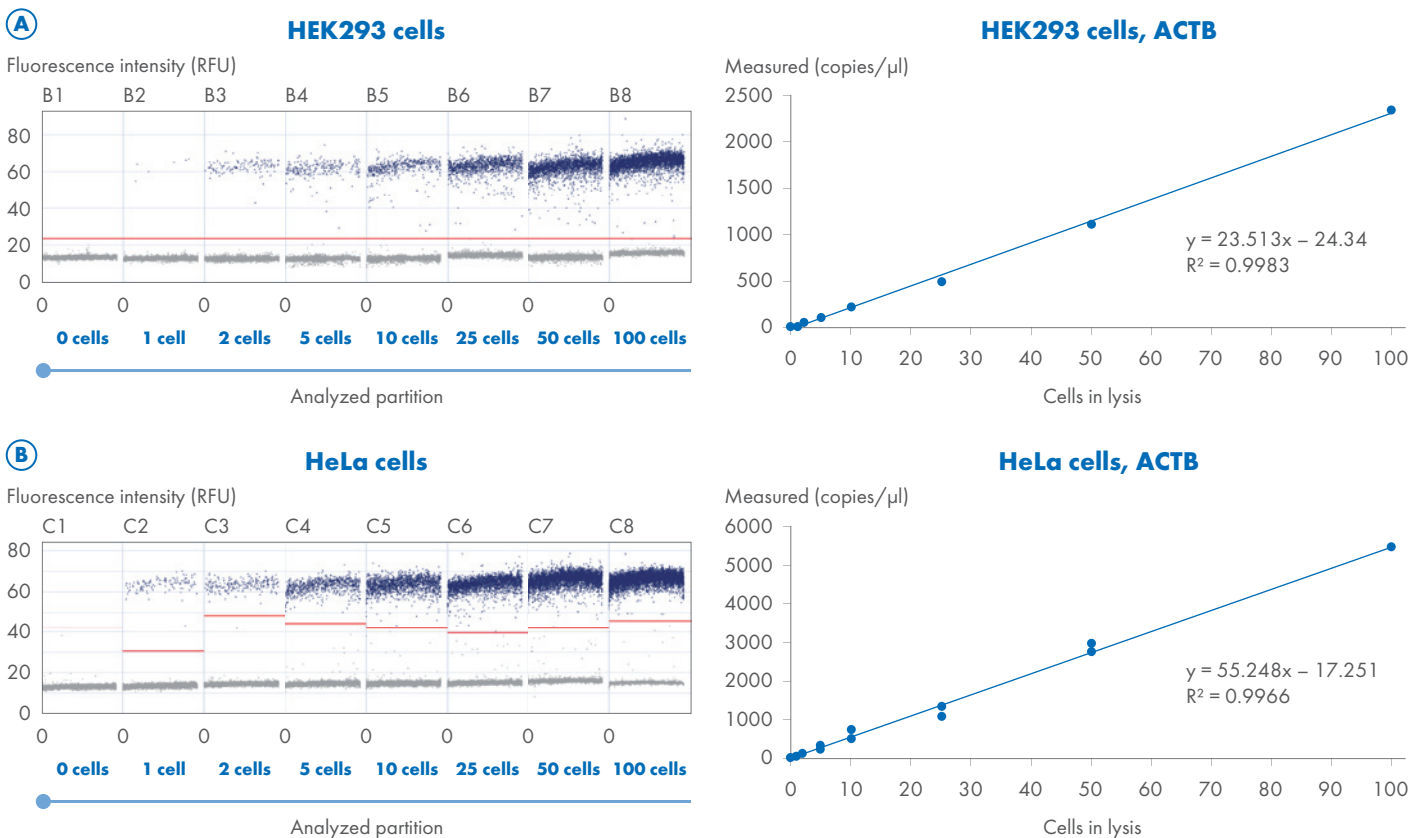 A
HEK293 cells
Fluorescence intensity (RFU)
B1 B2 B3 B4 B5 B6 B7 B8
80
60
40
20
0
0 0 0 0 0 0 0 0
0 cells 1 cell 2 cells 5 cells 10 cells 25 cells 50 cells 100 cells
Analyzed partition
HEK293 cells, ACTB
Measured (copies/µl)
2500
2000
1500
1000
500
0
y = 23.513x – 24.34
R² = 0.9983
0 10 20 30 40 50 60 70 80 90 100
Cells in lysis
B
HeLa cells
Fluorescence intensity (RFU)
C1 C2 C3 C4 C5 C6 C7 C8
80
60
40
20
0
0 0 0 0 0 0 0 0
0 cells 1 cell 2 cells 5 cells 10 cells 25 cells 50 cells 100 cells
Analyzed partition
HeLa cells, ACTB
Measured (copies/µl)
6000
5000
4000
3000
2000
1000
0
y = 55.248x – 17.251
R² = 0.9966
0 10 20 30 40 50 60 70 80 90 100
Cells in lysis